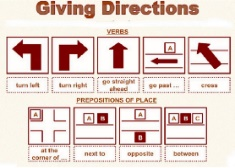 Giving Directions
VERBS
turn left
turn right
go straight
ahead
go past ...
cross
PREPOSITIONS OF PLACE
A
A
A B
A
B
A B C
at the
corner of ...
next to
opposite
between